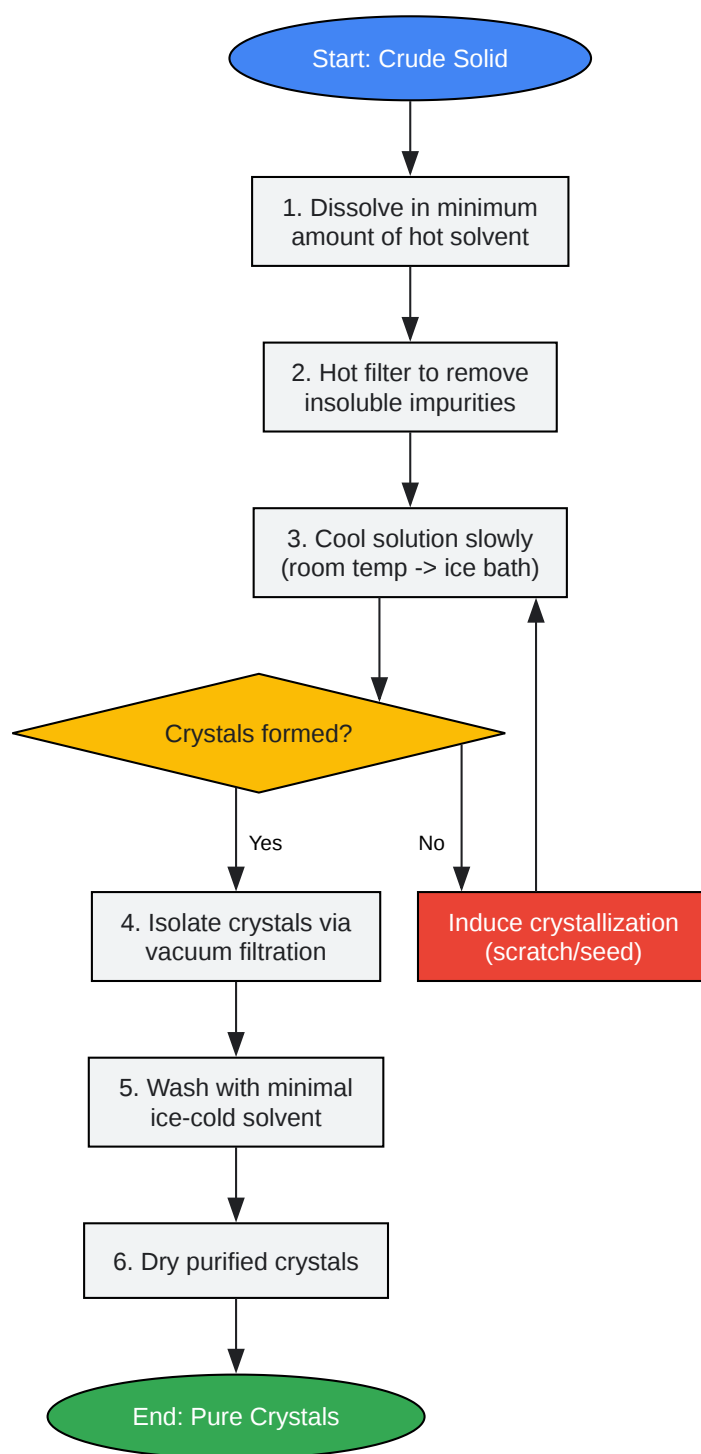 Start: Crude Solid
1. Dissolve in minimum
amount of hot solvent
2. Hot filter to remove
insoluble impurities
3. Cool solution slowly
(room temp -> ice bath)
Crystals formed?
Yes
No
4. Isolate crystals via
vacuum filtration
Induce crystallization
(scratch/seed)
5. Wash with minimal
ice-cold solvent
6. Dry purified crystals
End: Pure Crystals